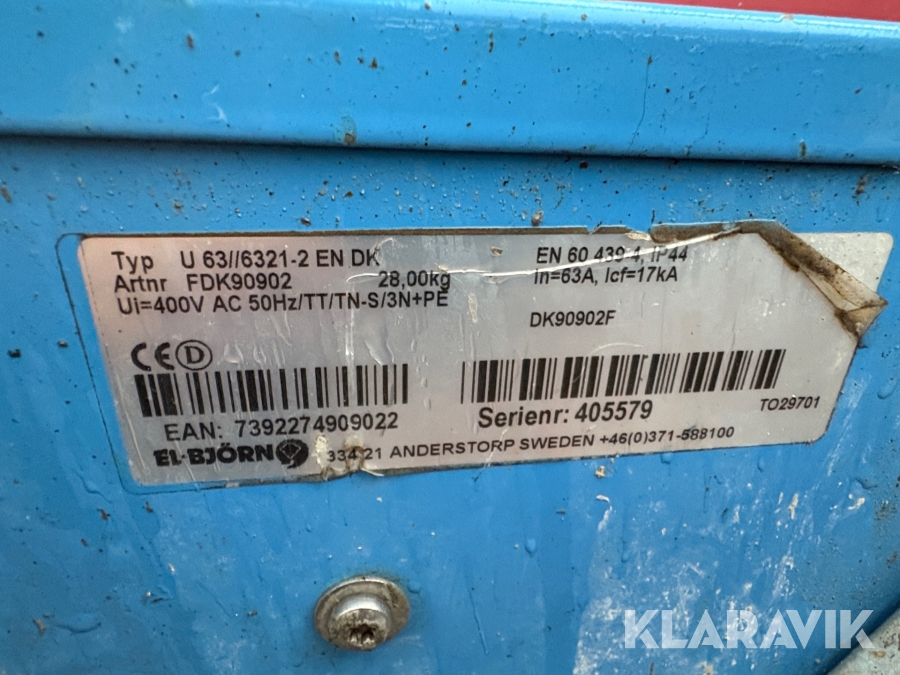 Typ U 63//6321-2 EN DK
Artnr FDK90902 28,00kg
Ui=400V AC 50Hz/TT/TN-S/3N+PE
EN 60 439-4, IP44
In=63A, Icf=17kA
DK90902F
CE D
EAN: 7392274909022
Serienr: 405579
TO29701
EL-BJÖRN 334 21 ANDERSTORP SWEDEN +46(0)371-588100
KLARAVIK